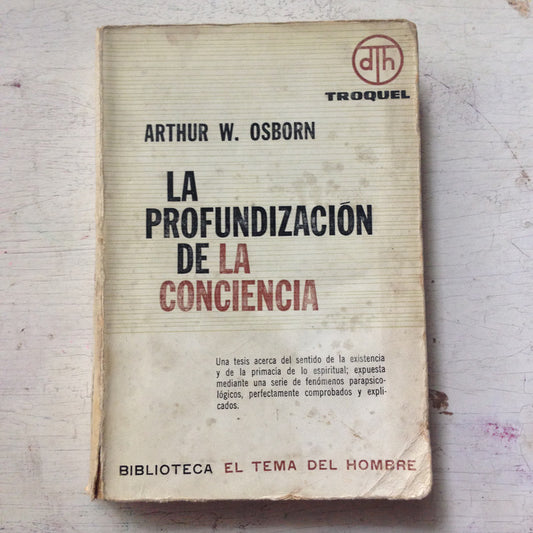 dTh
TROQUEL
ARTHUR W. OSBORN
LA
PROFUNDIZACIÓN
DE LA
CONCIENCIA
Una tesis acerca del sentido de la existencia
y de la primacia de lo espiritual; expuesta
mediante una serie de fenómenos parapsico-
lógicos, perfectamente comprobados y expli-
cados.
BIBLIOTECA EL TEMA DEL HOMBRE